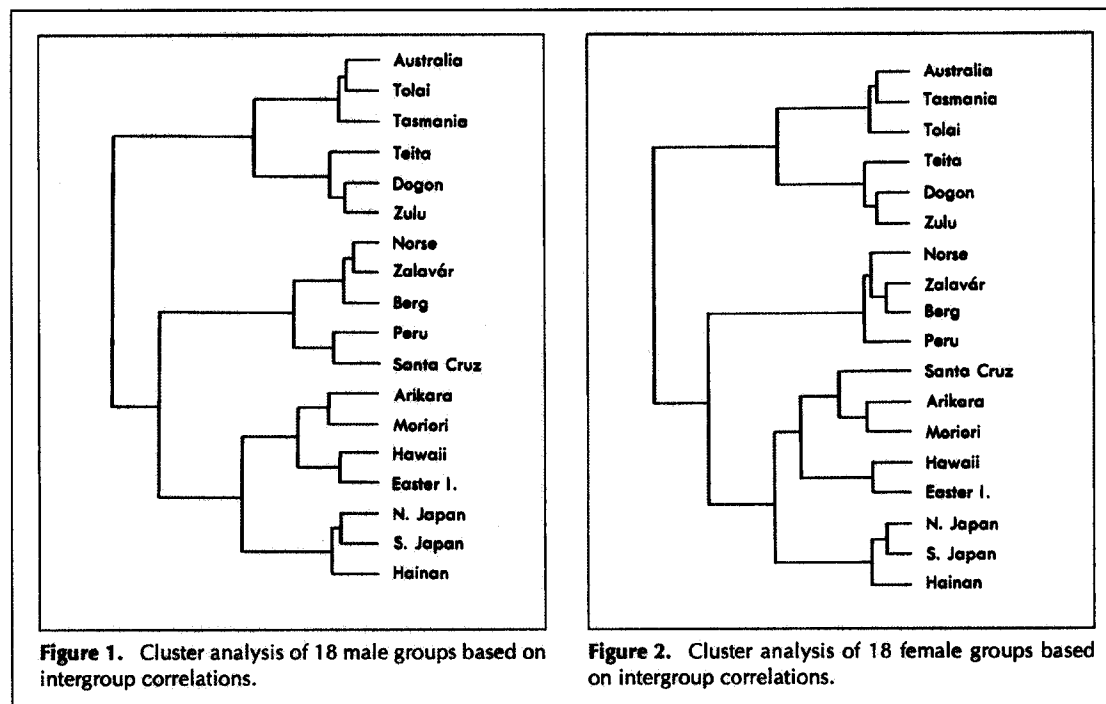 Australia
Tolai
Tasmania
Teita
Dogon
Zulu
Norse
Zalavár
Berg
Peru
Santa Cruz
Arikara
Moriori
Hawaii
Easter I.
N. Japan
S. Japan
Hainan
Figure 1. Cluster analysis of 18 male groups based on
intergroup correlations.
Australia
Tasmania
Tolai
Teita
Dogon
Zulu
Norse
Zalavár
Berg
Peru
Santa Cruz
Arikara
Moriori
Hawaii
Easter I.
N. Japan
S. Japan
Hainan
Figure 2. Cluster analysis of 18 female groups based
on intergroup correlations.